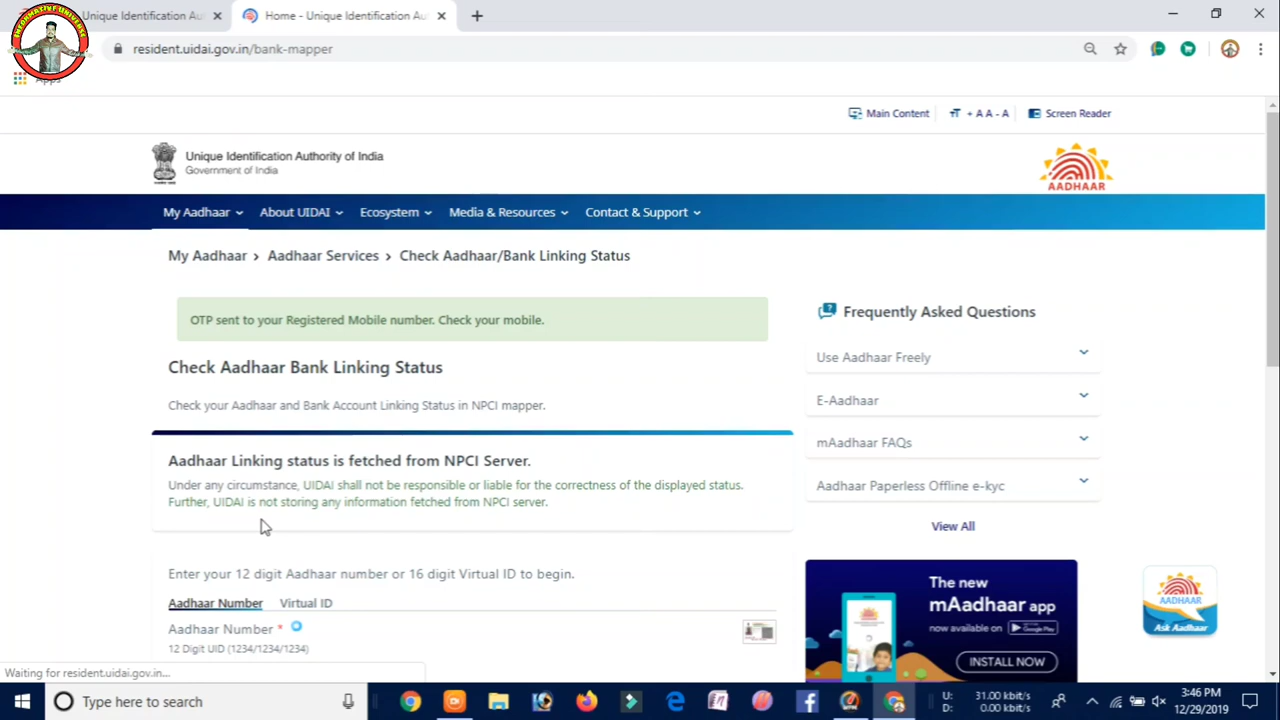 INFORMATIVE UNIVERSE
Unique Identification Aut
Home - Unique Identification Aut
resident.uidai.gov.in/bank-mapper
Apps
Main Content
+ A A - A
Screen Reader
Unique Identification Authority of India
Government of India
AADHAAR
My Aadhaar
About UIDAI
Ecosystem
Media & Resources
Contact & Support
My Aadhaar > Aadhaar Services > Check Aadhaar/Bank Linking Status
OTP sent to your Registered Mobile number. Check your mobile.
Check Aadhaar Bank Linking Status
Check your Aadhaar and Bank Account Linking Status in NPCI mapper.
Aadhaar Linking status is fetched from NPCI Server.
Under any circumstance, UIDAI shall not be responsible or liable for the correctness of the displayed status.
Further, UIDAI is not storing any information fetched from NPCI server.
Enter your 12 digit Aadhaar number or 16 digit Virtual ID to begin.
Aadhaar Number
Virtual ID
Aadhaar Number *
12 Digit UID (1234/1234/1234)
Frequently Asked Questions
Use Aadhaar Freely
E-Aadhaar
mAadhaar FAQs
Aadhaar Paperless Offline e-kyc
View All
The new
mAadhaar app
now available on Google Play
INSTALL NOW
AADHAAR
Ask Aadhaar
Waiting for resident.uidai.gov.in...
Type here to search
U: 31.00 kbit/s
D: 0.00 kbit/s
3:46 PM
12/29/2019